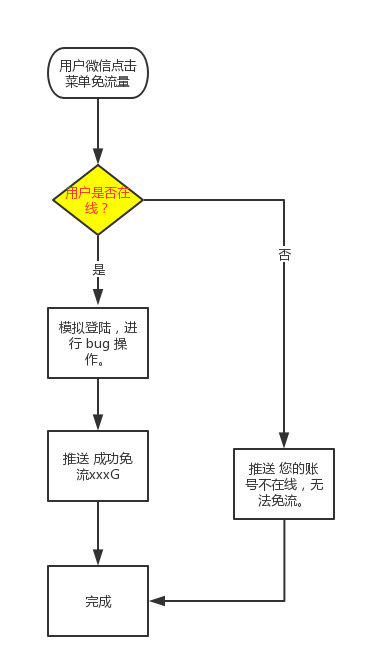 用户微信点击
菜单免流量
用户是否在
线？
是
否
模拟登陆，进
行 bug 操
作。
推送 成功免
流xxxG
推送 您的账
号不在线，无
法免流。
完成